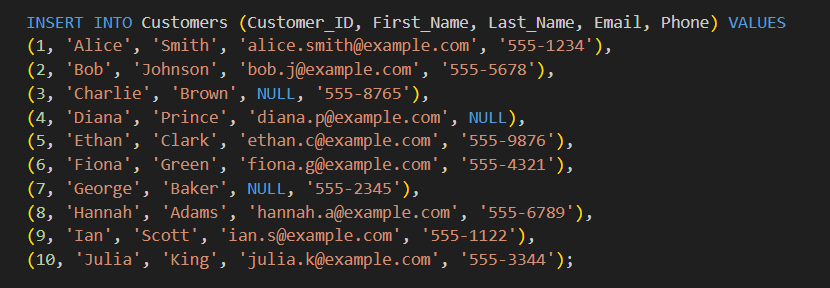 INSERT INTO Customers (Customer_ID, First_Name, Last_Name, Email, Phone) VALUES
(1, 'Alice', 'Smith', 'alice.smith@example.com', '555-1234'),
(2, 'Bob', 'Johnson', 'bob.j@example.com', '555-5678'),
(3, 'Charlie', 'Brown', NULL, '555-8765'),
(4, 'Diana', 'Prince', 'diana.p@example.com', NULL),
(5, 'Ethan', 'Clark', 'ethan.c@example.com', '555-9876'),
(6, 'Fiona', 'Green', 'fiona.g@example.com', '555-4321'),
(7, 'George', 'Baker', NULL, '555-2345'),
(8, 'Hannah', 'Adams', 'hannah.a@example.com', '555-6789'),
(9, 'Ian', 'Scott', 'ian.s@example.com', '555-1122'),
(10, 'Julia', 'King', 'julia.k@example.com', '555-3344');